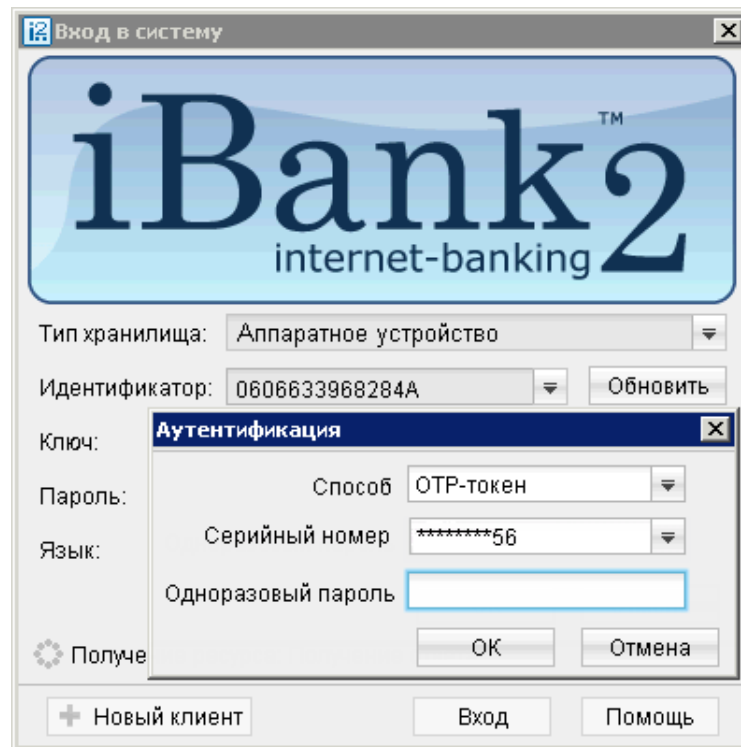 Вход в систему
iBank 2 ™
internet-banking
Тип хранилища: Аппаратное устройство
Идентификатор: 0606633968284A Обновить
Ключ:
Аутентификация
Пароль:
Способ OTP-токен
Язык:
Серийный номер ********56
Одноразовый пароль
OK Отмена
Получе
Новый клиент Вход Помощь